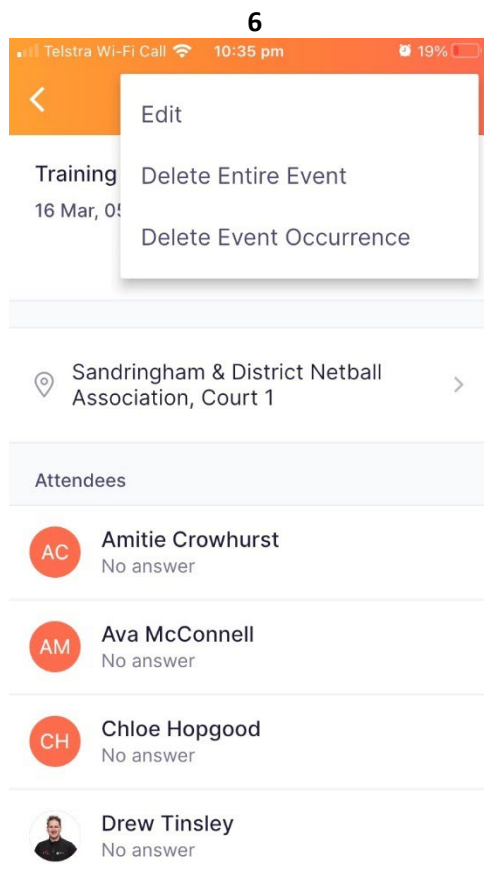 6
Telstra Wi-Fi Call 10:35 pm 19%
Edit
Training
Delete Entire Event
16 Mar,
Delete Event Occurrence
Sandringham & District Netball
Association, Court 1
Attendees
AC
Amitie Crowhurst
No answer
AM
Ava McConnell
No answer
CH
Chloe Hopgood
No answer
Drew Tinsley
No answer